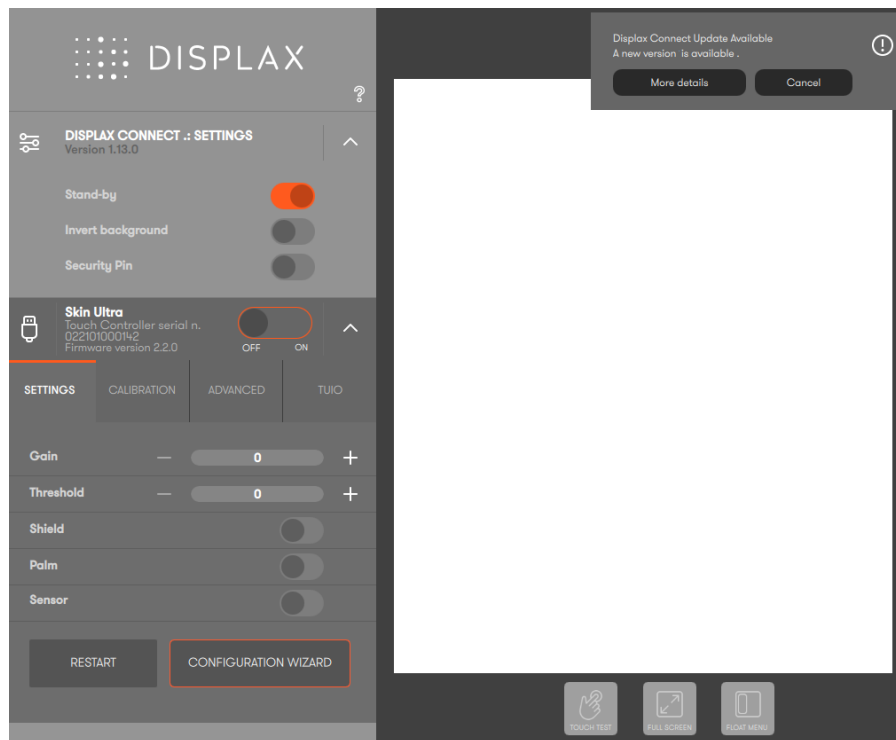 DISPLAX
?
DISPLAX CONNECT .: SETTINGS
Version 1.13.0
Stand-by
Invert background
Security Pin
Skin Ultra
Touch Controller serial n.
022101000142
Firmware version 2.2.0
OFF ON
SETTINGS CALIBRATION ADVANCED TUIO
Gain — 0 +
Threshold — 0 +
Shield
Palm
Sensor
RESTART CONFIGURATION WIZARD
Displax Connect Update Available
A new version is available .
More details Cancel
TOUCH TEST FULL SCREEN FLOAT MENU